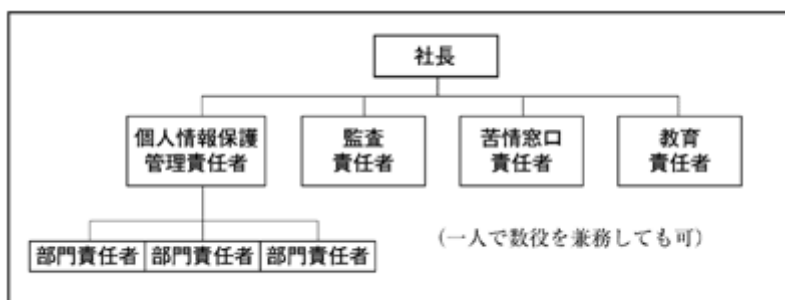 社長
個人情報保護
管理責任者
監査
責任者
苦情窓口
責任者
教育
責任者
部門責任者
部門責任者
部門責任者
(一人で数役を兼務しても可)